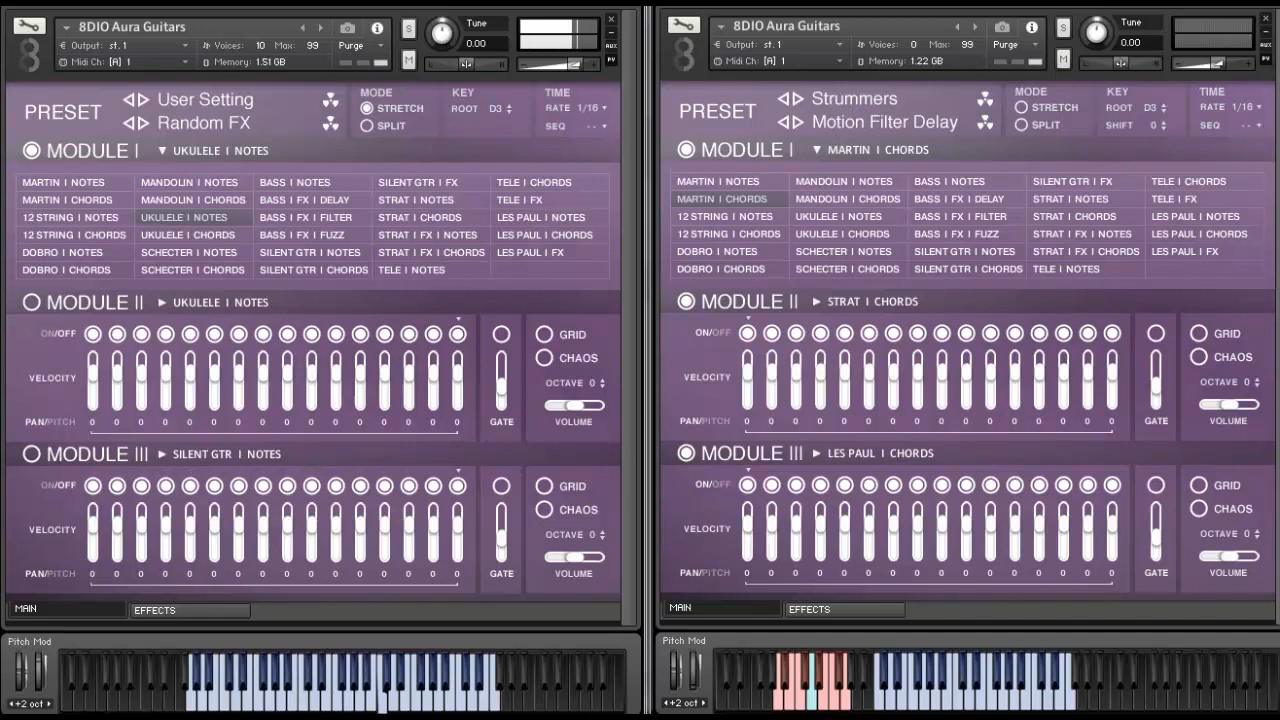 8DIO Aura Guitars
Output: st. 1 Voices: 10 Max: 99 Purge
Midi Ch: [A] 1 Memory: 1.51 GB
S
M
Tune
0.00
AUX
PV
PRESET
User Setting
Random FX
MODE
STRETCH
SPLIT
KEY
ROOT D3
TIME
RATE 1/16
SEQ --
MODULE I UKULELE | NOTES
MARTIN | NOTES MANDOLIN | NOTES BASS | NOTES SILENT GTR | FX TELE | CHORDS
MARTIN | CHORDS MANDOLIN | CHORDS BASS | FX | DELAY STRAT | NOTES TELE | FX
12 STRING | NOTES UKULELE | NOTES BASS | FX | FILTER STRAT | CHORDS LES PAUL | NOTES
12 STRING | CHORDS UKULELE | CHORDS BASS | FX | FUZZ STRAT | FX | NOTES LES PAUL | CHORDS
DOBRO | NOTES SCHECTER | NOTES SILENT GTR | NOTES STRAT | FX | CHORDS LES PAUL | FX
DOBRO | CHORDS SCHECTER | CHORDS SILENT GTR | CHORDS TELE | NOTES
MODULE II UKULELE | NOTES
ON/OFF GRID
CHAOS
VELOCITY OCTAVE 0
PAN/PITCH 0 0 0 0 0 0 0 0 0 0 0 0 0 0 0 0 GATE VOLUME
MODULE III SILENT GTR | NOTES
ON/OFF GRID
CHAOS
VELOCITY OCTAVE 0
PAN/PITCH 0 0 0 0 0 0 0 0 0 0 0 0 0 0 0 0 GATE VOLUME
MAIN EFFECTS
Pitch Mod
+2 oct
8DIO Aura Guitars
Output: st. 1 Voices: 0 Max: 99 Purge
Midi Ch: [A] 1 Memory: 1.22 GB
S
M
Tune
0.00
AUX
PV
PRESET
Strummers
Motion Filter Delay
MODE
STRETCH
SPLIT
KEY
ROOT D3
SHIFT 0
TIME
RATE 1/16
SEQ --
MODULE I MARTIN | CHORDS
MARTIN | NOTES MANDOLIN | NOTES BASS | NOTES SILENT GTR | FX TELE | CHORDS
MARTIN | CHORDS MANDOLIN | CHORDS BASS | FX | DELAY STRAT | NOTES TELE | FX
12 STRING | NOTES UKULELE | NOTES BASS | FX | FILTER STRAT | CHORDS LES PAUL | NOTES
12 STRING | CHORDS UKULELE | CHORDS BASS | FX | FUZZ STRAT | FX | NOTES LES PAUL | CHORDS
DOBRO | NOTES SCHECTER | NOTES SILENT GTR | NOTES STRAT | FX | CHORDS LES PAUL | FX
DOBRO | CHORDS SCHECTER | CHORDS SILENT GTR | CHORDS TELE | NOTES
MODULE II STRAT | CHORDS
ON/OFF GRID
CHAOS
VELOCITY OCTAVE 0
PAN/PITCH 0 0 0 0 0 0 0 0 0 0 0 0 0 0 0 0 GATE VOLUME
MODULE III LES PAUL | CHORDS
ON/OFF GRID
CHAOS
VELOCITY OCTAVE 0
PAN/PITCH 0 0 0 0 0 0 0 0 0 0 0 0 0 0 0 0 GATE VOLUME
MAIN EFFECTS
Pitch Mod
+2 oct